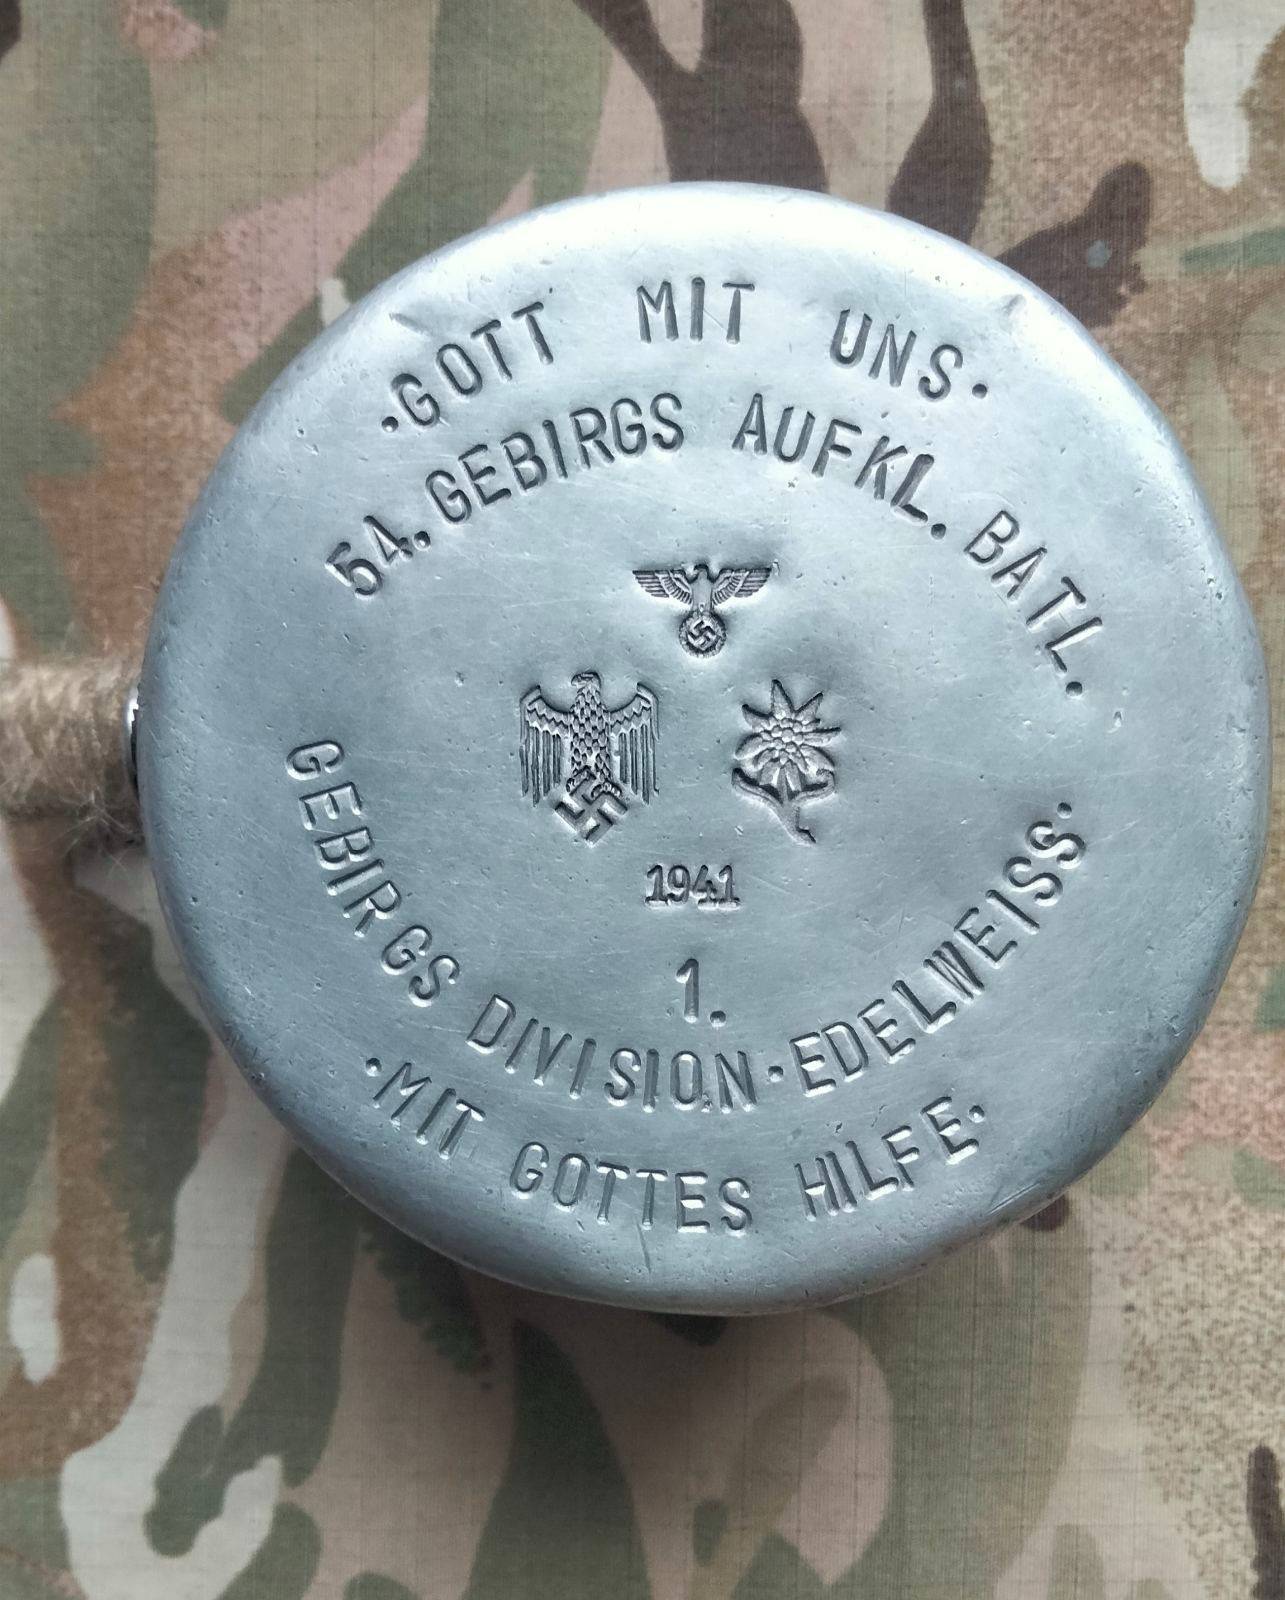 ·GOTT MIT UNS·
54. GEBIRGS AUFKL. BATL.
1941
1.
GEBIRGS DIVISION·EDELWEISS·
·MIT GOTTES HILFE·